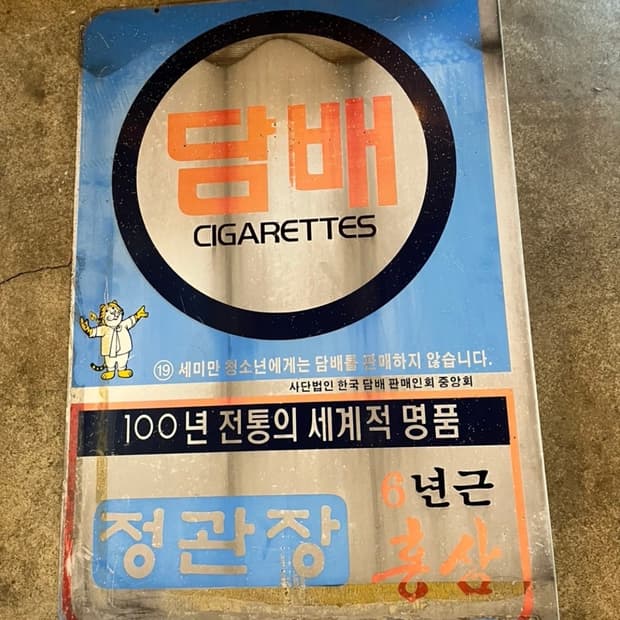 담배
CIGARETTES
19 세미만 청소년에게는 담배를 판매하지 않습니다.
사단법인 한국 담배 판매인회 중앙회
100년 전통의 세계적 명품
정관장
6년근
홍삼